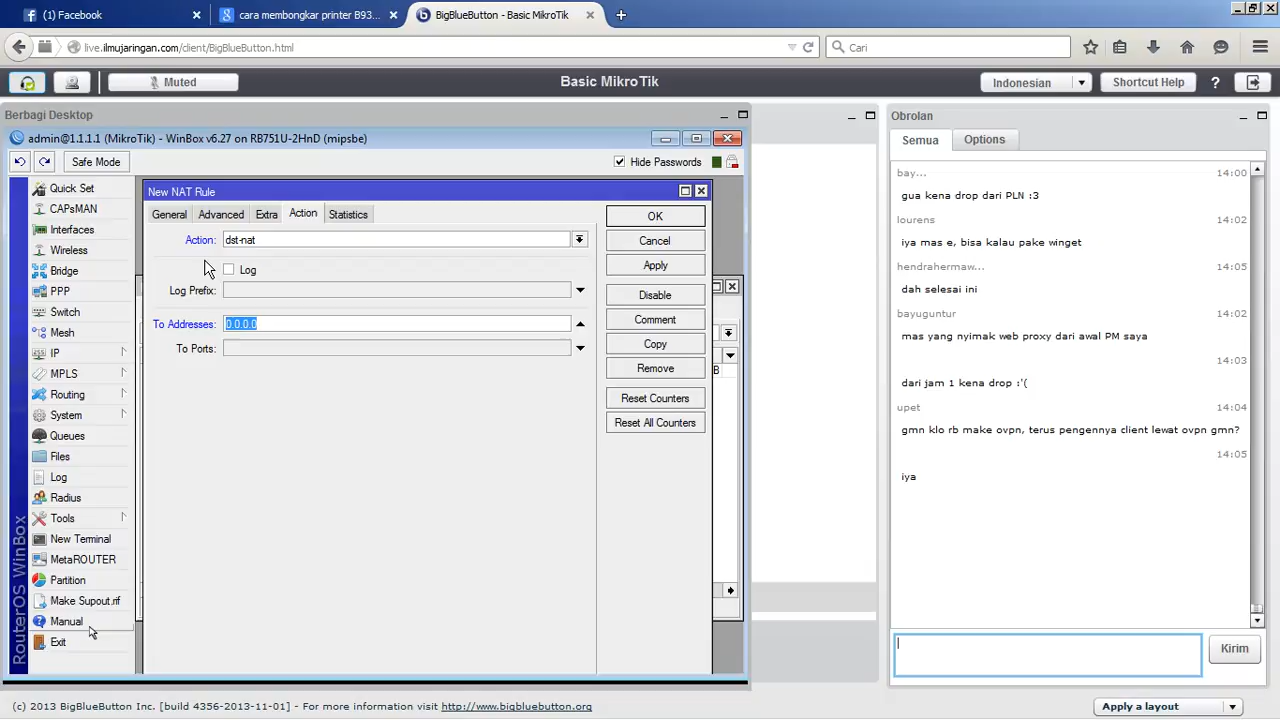 (1) Facebook
cara membongkar printer B93...
BigBlueButton - Basic MikroTik
live.ilmujaringan.com/client/BigBlueButton.html
Cari
Muted
Basic MikroTik
Indonesian
Shortcut Help
?
Berbagi Desktop
admin@1.1.1.1 (MikroTik) - WinBox v6.27 on RB751U-2HnD (mipsbe)
Safe Mode
Hide Passwords
Quick Set
CAPsMAN
Interfaces
Wireless
Bridge
PPP
Switch
Mesh
IP
MPLS
Routing
System
Queues
Files
Log
Radius
Tools
New Terminal
MetaROUTER
Partition
Make Supout.rif
Manual
Exit
RouterOS WinBox
New NAT Rule
General
Advanced
Extra
Action
Statistics
Action: dst-nat
Log
Log Prefix:
To Addresses: 0.0.0.0
To Ports:
OK
Cancel
Apply
Disable
Comment
Copy
Remove
Reset Counters
Reset All Counters
B
Obrolan
Semua
Options
bay... 14:00
gua kena drop dari PLN :3
lourens 14:02
iya mas e, bisa kalau pake winget
hendrahermaw... 14:02
dah selesai ini
bayuguntur 14:02
mas yang nyimak web proxy dari awal PM saya
14:03
dari jam 1 kena drop :'(
upet 14:04
gmn klo rb make ovpn, terus pengennya client lewat ovpn gmn?
14:05
iya
Kirim
(c) 2013 BigBlueButton Inc. [build 4356-2013-11-01] - For more information visit http://www.bigbluebutton.org
Apply a layout